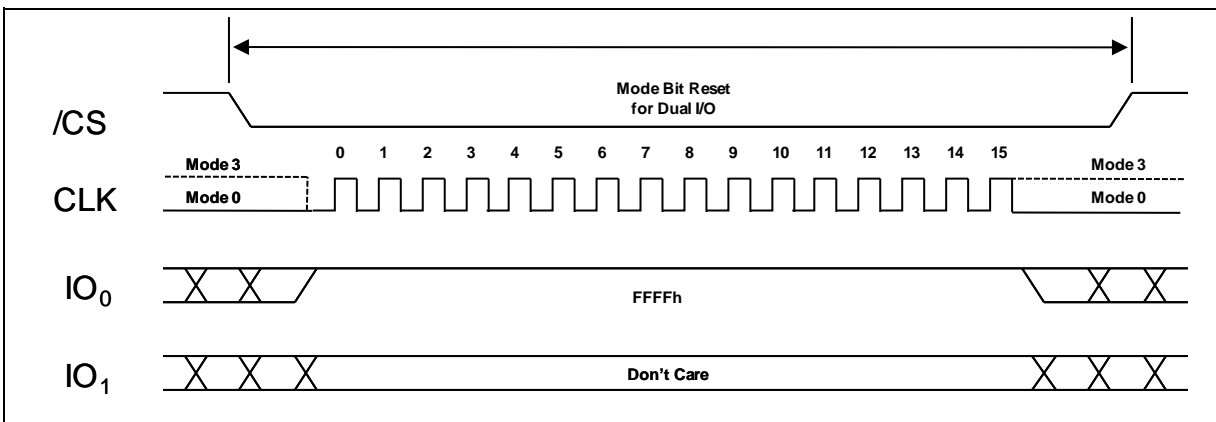 Mode Bit Reset
for Dual I/O
/CS
0 1 2 3 4 5 6 7 8 9 10 11 12 13 14 15
Mode 3 Mode 3
CLK Mode 0 Mode 0
IO0 FFFFh
IO1 Don't Care